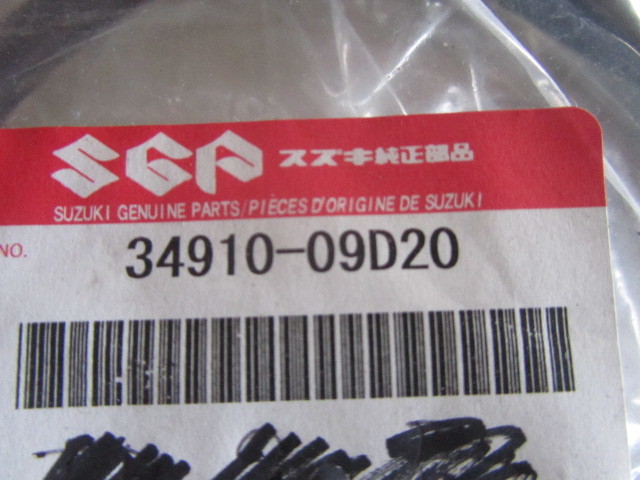 SGP スズキ純正部品
SUZUKI GENUINE PARTS/PIÈCES D'ORIGINE DE SUZUKI
NO. 34910-09D20